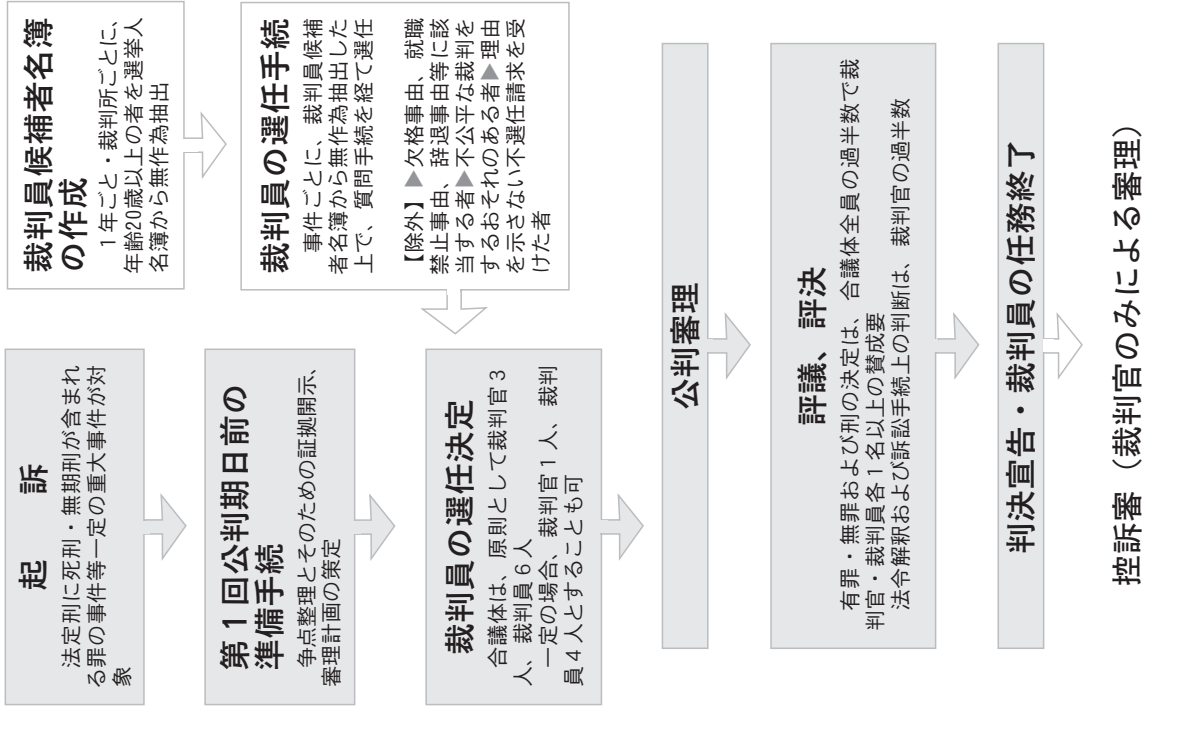 起　訴
法定刑に死刑・無期刑が含まれ
る罪の事件等一定の重大事件が対
象
第１回公判期日前の
準備手続
争点整理とそのための証拠開示、
審理計画の策定
裁判員候補者名簿
の作成
１年ごと・裁判所ごとに、
年齢20歳以上の者を選挙人
名簿から無作為抽出
裁判員の選任手続
事件ごとに、裁判員候補
者名簿から無作為抽出した
上で、質問手続を経て選任
【除外】▶欠格事由、就職
禁止事由、辞退事由等に該
当する者▶不公平な裁判を
するおそれのある者▶理由
を示さない不選任請求を受
けた者
裁判員の選任決定
合議体は、原則として裁判官３
人、裁判員６人
一定の場合、裁判官１人、裁判
員４人とすることも可
公判審理
評議、評決
有罪・無罪および刑の決定は、合議体全員の過半数で裁
判官・裁判員各１名以上の賛成要
法令解釈および訴訟手続上の判断は、裁判官の過半数
判決宣告・裁判員の任務終了
控訴審（裁判官のみによる審理）